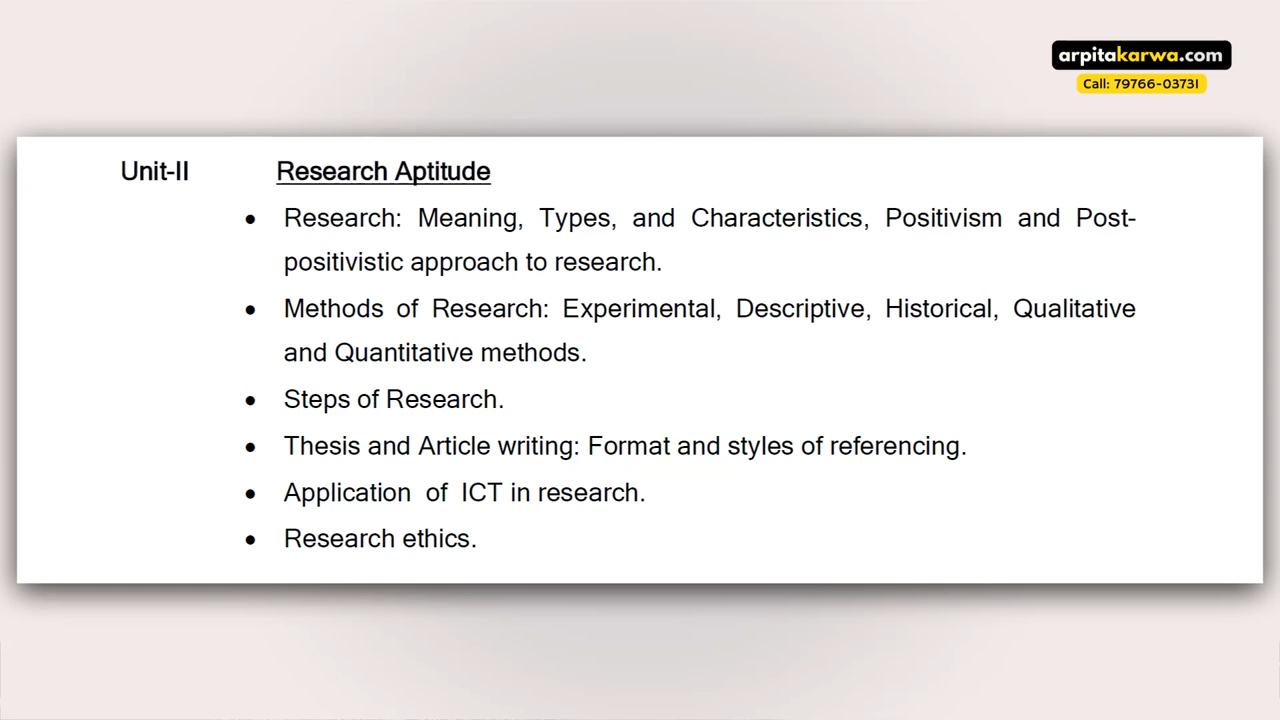 arpitakarwa.com
Call: 79766-03731
Unit-II Research Aptitude
• Research: Meaning, Types, and Characteristics, Positivism and Post-
positivistic approach to research.
• Methods of Research: Experimental, Descriptive, Historical, Qualitative
and Quantitative methods.
• Steps of Research.
• Thesis and Article writing: Format and styles of referencing.
• Application of ICT in research.
• Research ethics.